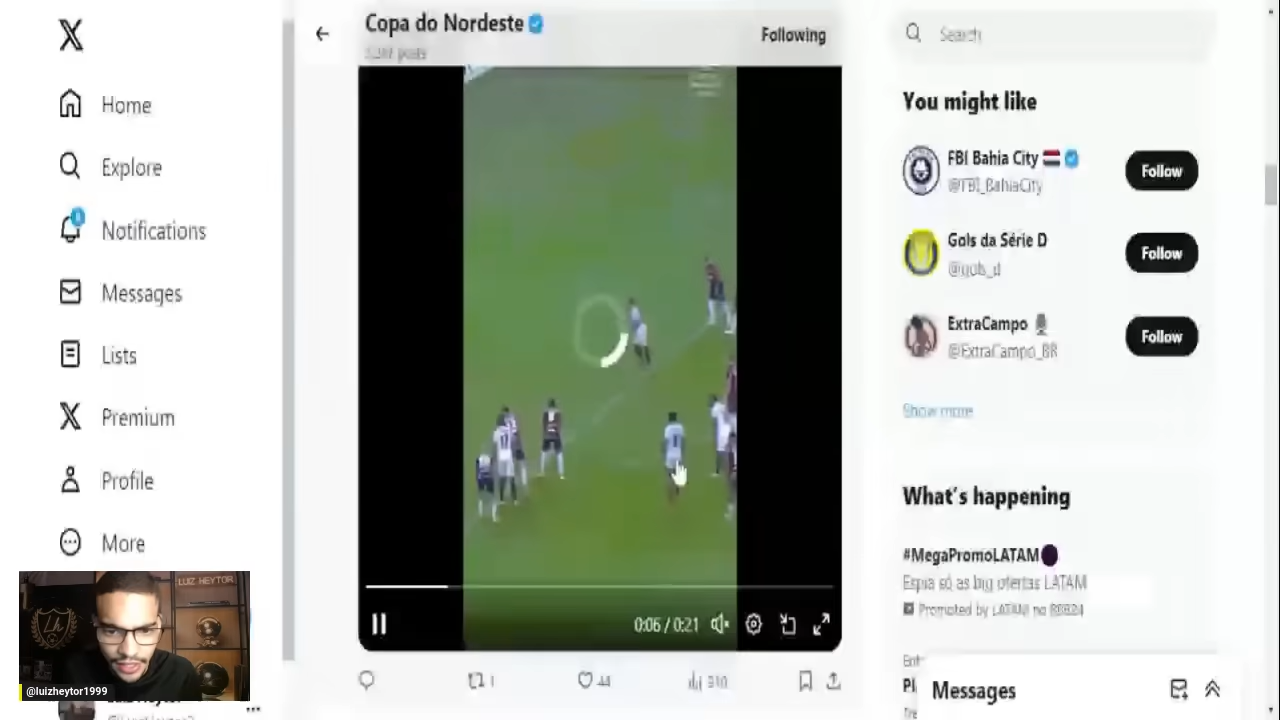 Home
Explore
Notifications
Messages
Lists
Premium
Profile
More
LUIZ HEYTOR
@luizheytor1999
Copa do Nordeste
posts
Following
0:06 / 0:21
1
44
310
Search
You might like
FBI Bahia City
@FBI_BahiaCity
Follow
Gols da Série D
@gols_d
Follow
ExtraCampo
@ExtraCampo_BR
Follow
Show more
What's happening
#MegaPromoLATAM
Espia só as big ofertas LATAM
Promoted by LATAM no BBB24
Messages